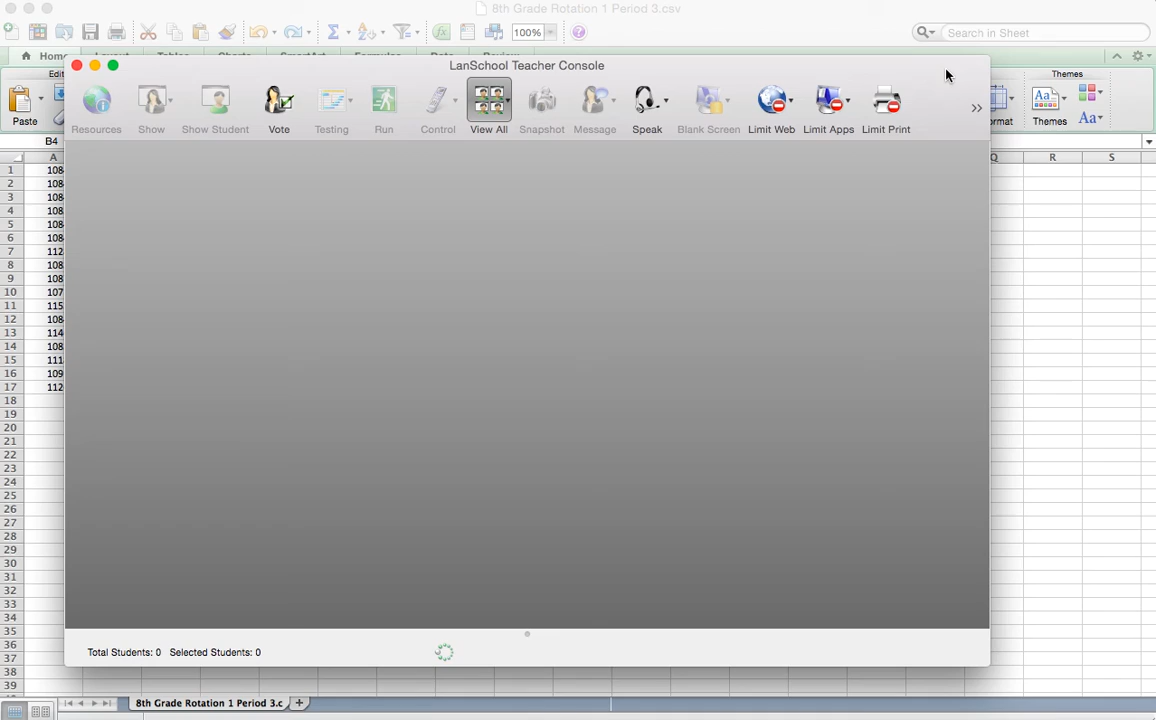 8th Grade Rotation 1 Period 3.csv
100%
Search in Sheet
Home
Edit
Themes
LanSchool Teacher Console
Paste
Resources Show Show Student Vote Testing Run Control View All Snapshot Message Speak Blank Screen Limit Web Limit Apps Limit Print
Themes
Aa
B4
A
Q R S
1 108
2 108
3 108
4 108
5 108
6 108
7 112
8 108
9 108
10 107
11 115
12 108
13 114
14 108
15 111
16 109
17 112
18
19
20
21
22
23
24
25
26
27
28
29
30
31
32
33
34
35
36
37
38
39
Total Students: 0 Selected Students: 0
8th Grade Rotation 1 Period 3.c